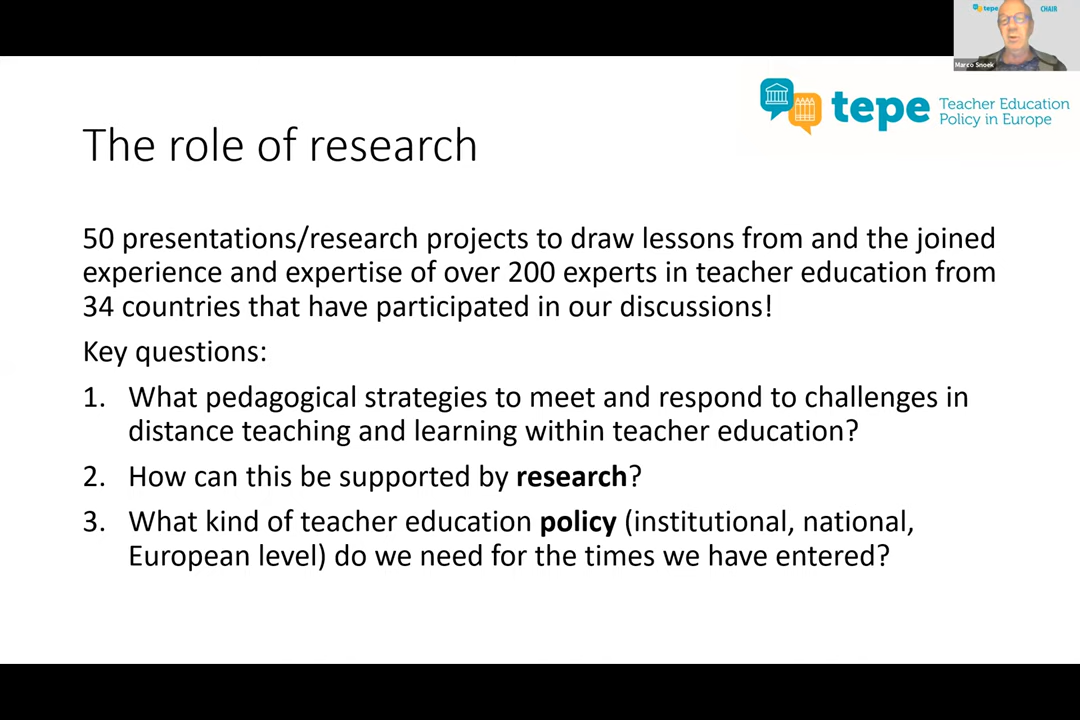 tepe
CHAIR
Marco Snoek
tepe
Teacher Education
Policy in Europe
The role of research
50 presentations/research projects to draw lessons from and the joined
experience and expertise of over 200 experts in teacher education from
34 countries that have participated in our discussions!
Key questions:
1. What pedagogical strategies to meet and respond to challenges in
distance teaching and learning within teacher education?
2. How can this be supported by research?
3. What kind of teacher education policy (institutional, national,
European level) do we need for the times we have entered?